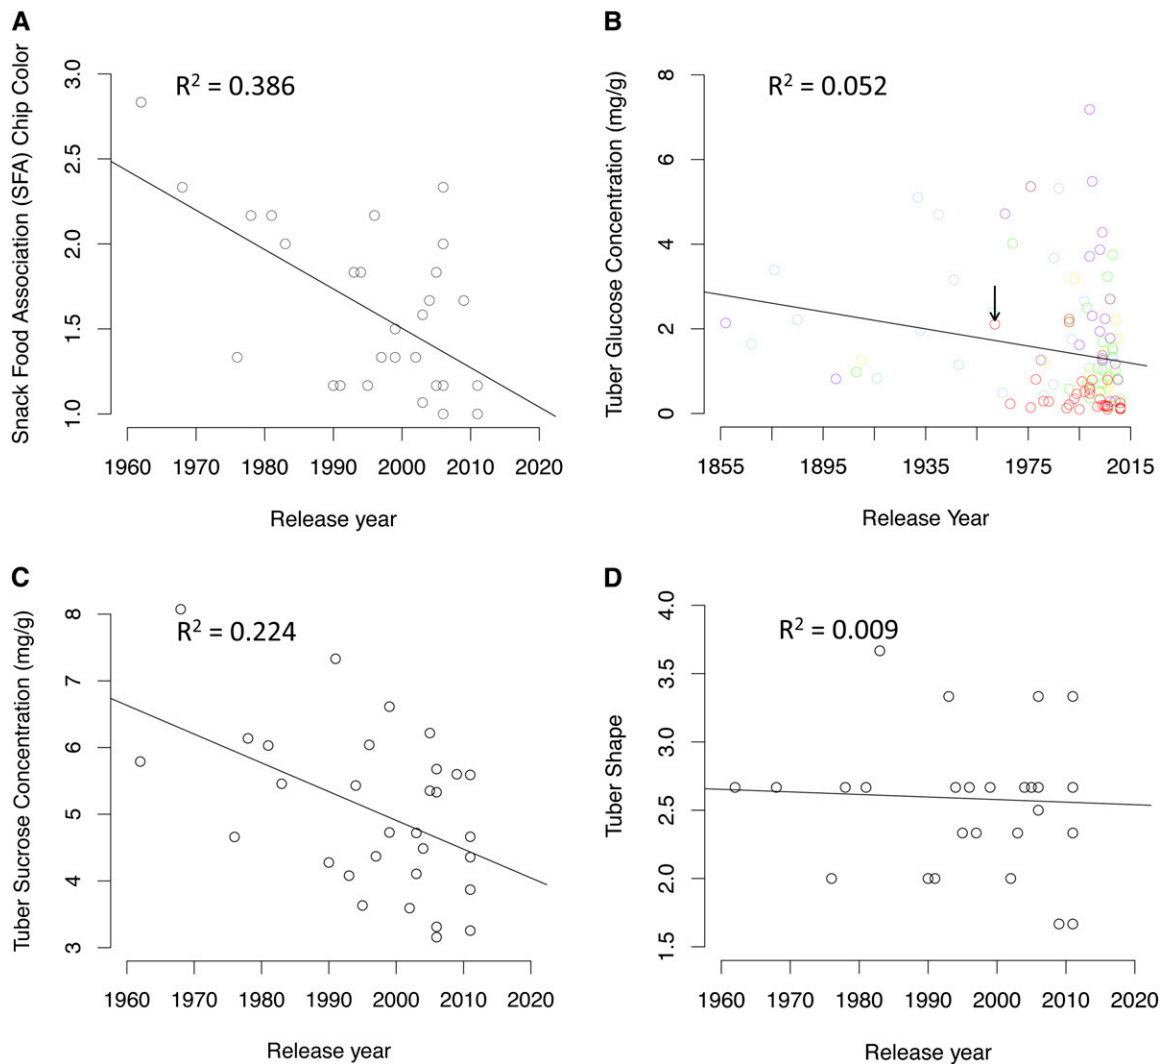 A
Snack Food Association (SFA) Chip Color
R² = 0.386
3.0
2.5
2.0
1.5
1.0
1960 1970 1980 1990 2000 2010 2020
Release year
B
Tuber Glucose Concentration (mg/g)
R² = 0.052
8
6
4
2
0
1855 1895 1935 1975 2015
Release Year
C
Tuber Sucrose Concentration (mg/g)
R² = 0.224
8
7
6
5
4
3
1960 1970 1980 1990 2000 2010 2020
Release year
D
Tuber Shape
R² = 0.009
4.0
3.5
3.0
2.5
2.0
1.5
1960 1970 1980 1990 2000 2010 2020
Release year